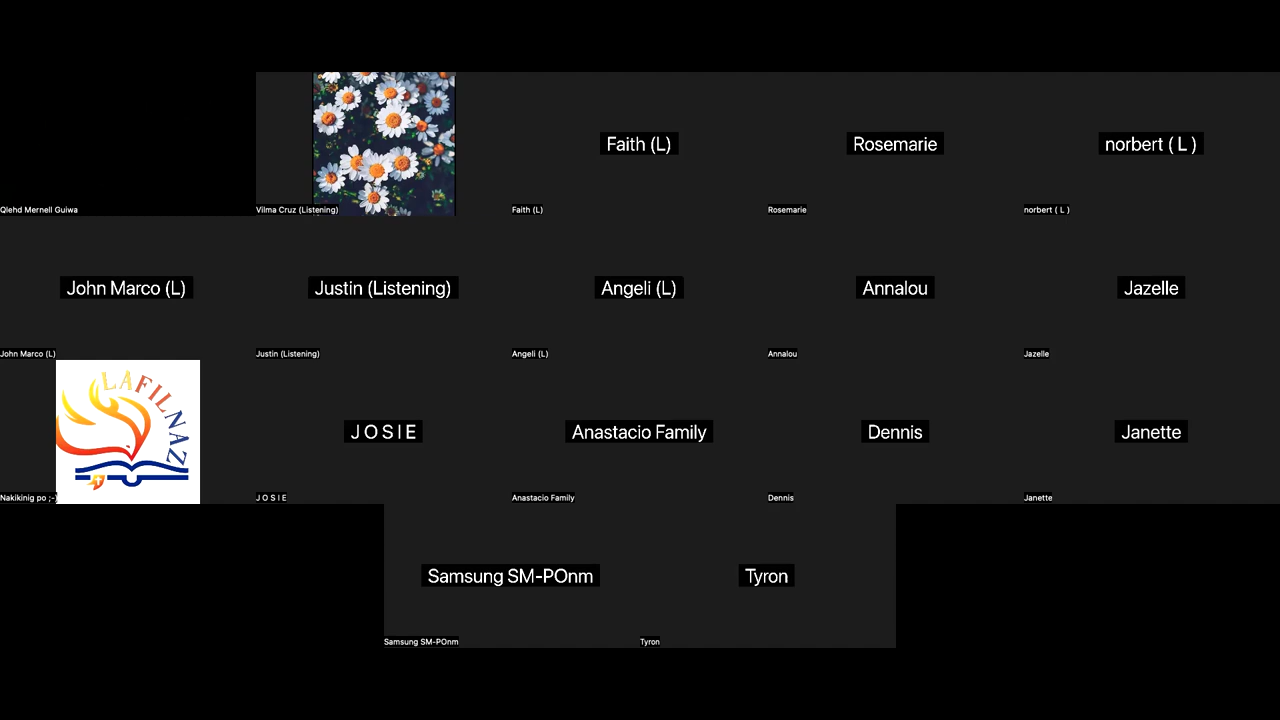 Faith (L)
Rosemarie
norbert ( L )
Qlehd Mernell Guiwa
Vilma Cruz (Listening)
Faith (L)
Rosemarie
norbert ( L )
John Marco (L)
Justin (Listening)
Angeli (L)
Annalou
Jazelle
John Marco (L)
Justin (Listening)
Angeli (L)
Annalou
Jazelle
LAFILNAZ
J O S I E
Anastacio Family
Dennis
Janette
Nakikinig po ;-)
J O S I E
Anastacio Family
Dennis
Janette
Samsung SM-POnm
Tyron
Samsung SM-POnm
Tyron